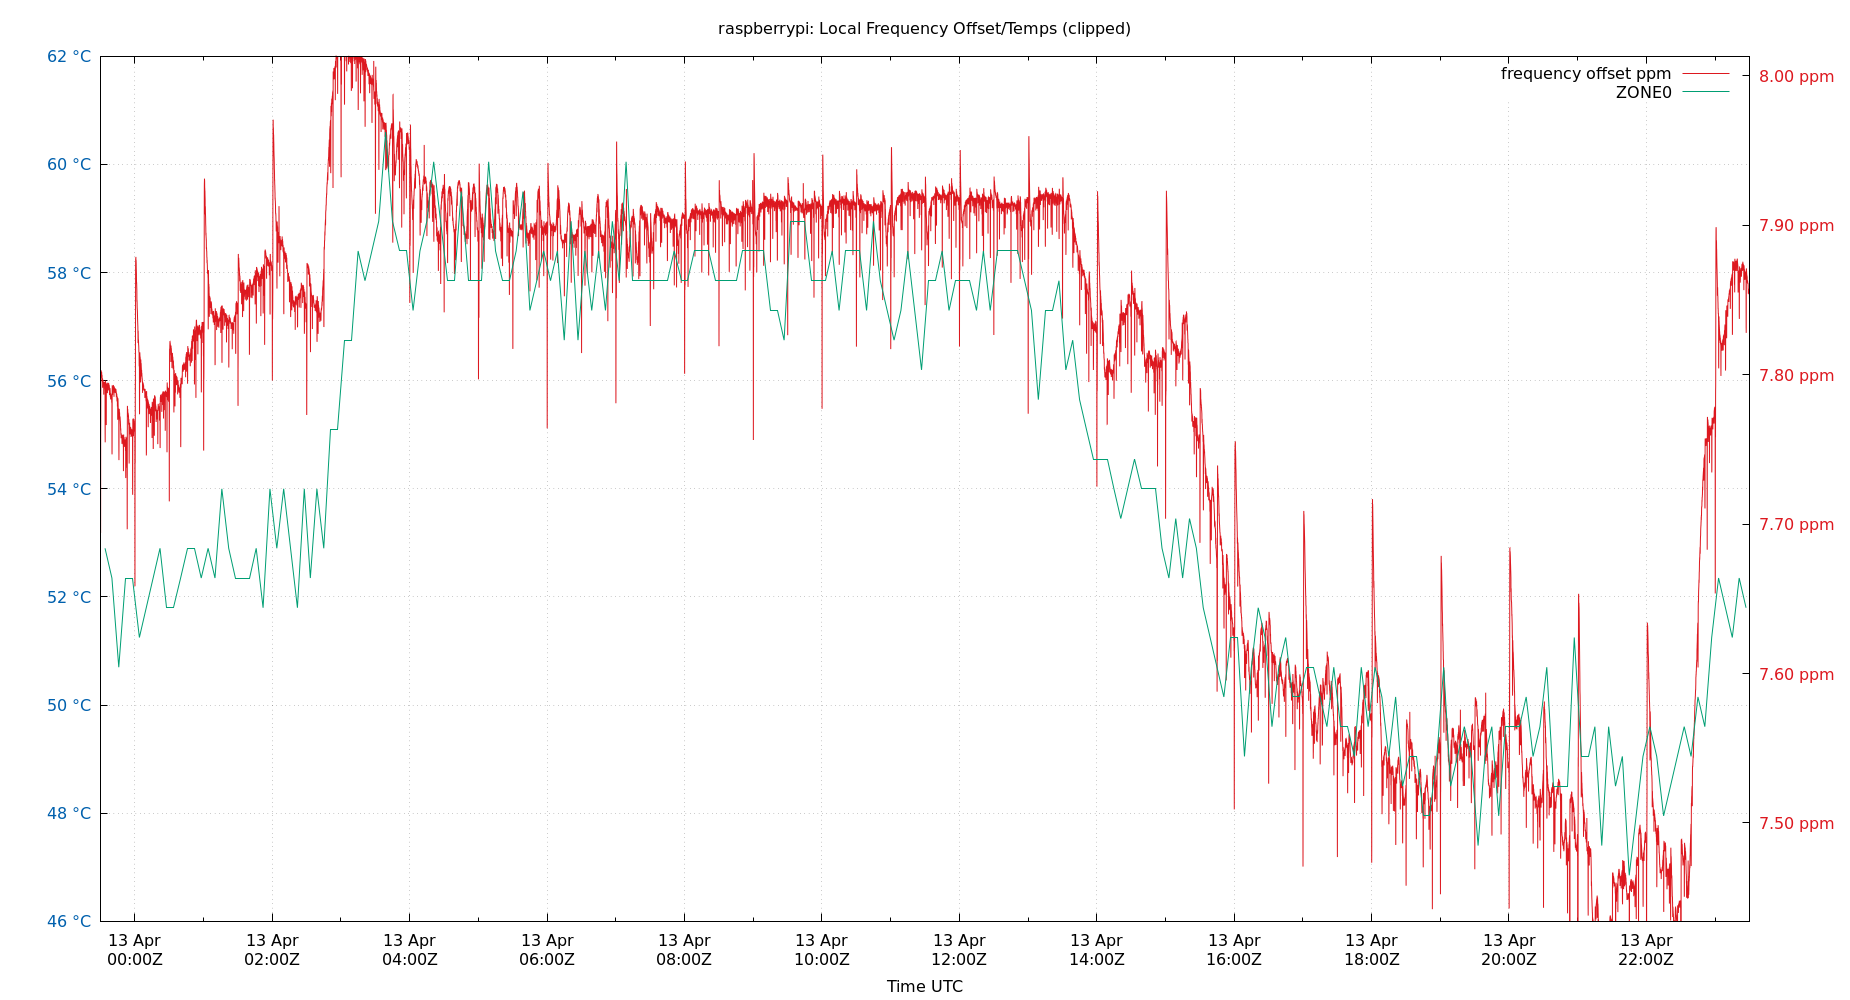 raspberrypi: Local Frequency Offset/Temps (clipped)
62 °C
60 °C
58 °C
56 °C
54 °C
52 °C
50 °C
48 °C
46 °C
frequency offset ppm
ZONE0
8.00 ppm
7.90 ppm
7.80 ppm
7.70 ppm
7.60 ppm
7.50 ppm
13 Apr
00:00Z
13 Apr
02:00Z
13 Apr
04:00Z
13 Apr
06:00Z
13 Apr
08:00Z
13 Apr
10:00Z
13 Apr
12:00Z
13 Apr
14:00Z
13 Apr
16:00Z
13 Apr
18:00Z
13 Apr
20:00Z
13 Apr
22:00Z
Time UTC